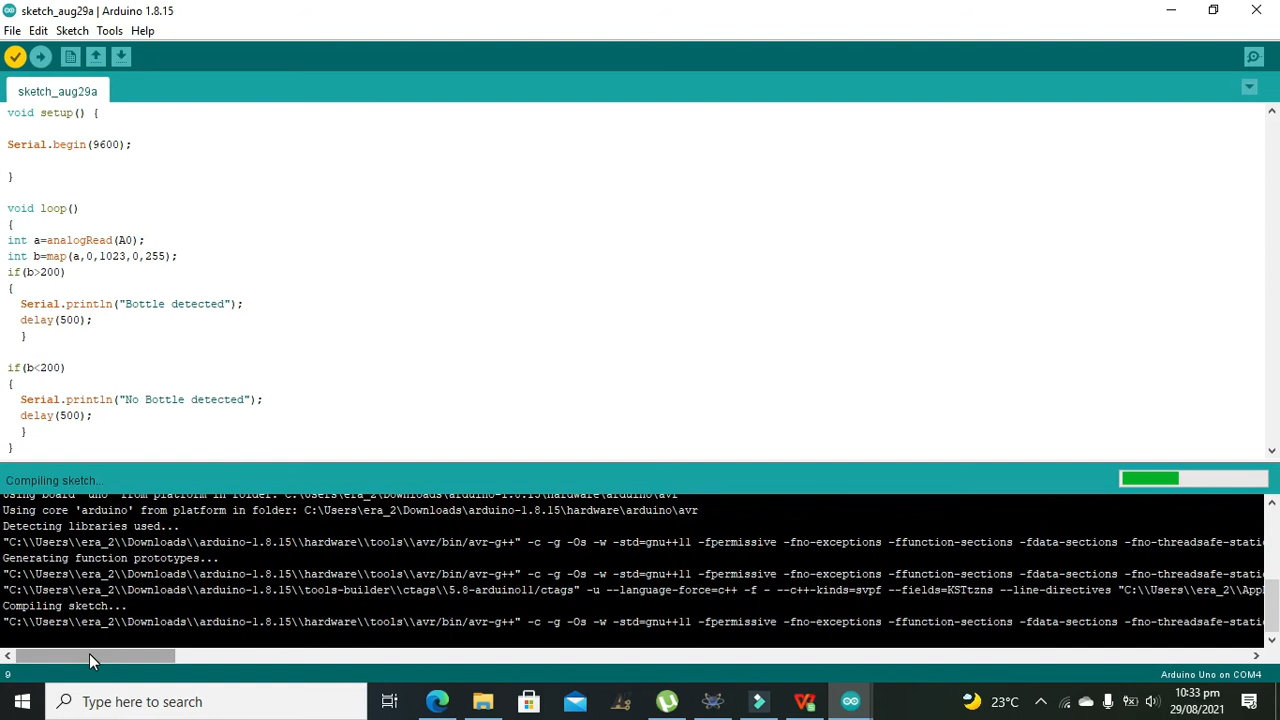 sketch_aug29a | Arduino 1.8.15
File Edit Sketch Tools Help
sketch_aug29a
void setup() {
Serial.begin(9600);
}
void loop()
{
int a=analogRead(A0);
int b=map(a,0,1023,0,255);
if(b>200)
{
Serial.println("Bottle detected");
delay(500);
}
if(b<200)
{
Serial.println("No Bottle detected");
delay(500);
}
}
Compiling sketch...
Using board 'uno' from platform in folder: C:\Users\era_2\Downloads\arduino-1.8.15\hardware\arduino\avr
Using core 'arduino' from platform in folder: C:\Users\era_2\Downloads\arduino-1.8.15\hardware\arduino\avr
Detecting libraries used...
"C:\\Users\\era_2\\Downloads\\arduino-1.8.15\\hardware\\tools\\avr/bin/avr-g++" -c -g -Os -w -std=gnu++11 -fpermissive -fno-exceptions -ffunction-sections -fdata-sections -fno-threadsafe-stati
Generating function prototypes...
"C:\\Users\\era_2\\Downloads\\arduino-1.8.15\\hardware\\tools\\avr/bin/avr-g++" -c -g -Os -w -std=gnu++11 -fpermissive -fno-exceptions -ffunction-sections -fdata-sections -fno-threadsafe-stati
"C:\\Users\\era_2\\Downloads\\arduino-1.8.15\\tools-builder\\ctags\\5.8-arduino11/ctags" -u --language-force=c++ -f - --c++-kinds=svpf --fields=KSTtzns --line-directives "C:\\Users\\era_2\\App
Compiling sketch...
"C:\\Users\\era_2\\Downloads\\arduino-1.8.15\\hardware\\tools\\avr/bin/avr-g++" -c -g -Os -w -std=gnu++11 -fpermissive -fno-exceptions -ffunction-sections -fdata-sections -fno-threadsafe-stati
9 Arduino Uno on COM4
Type here to search 23°C 10:33 pm
29/08/2021